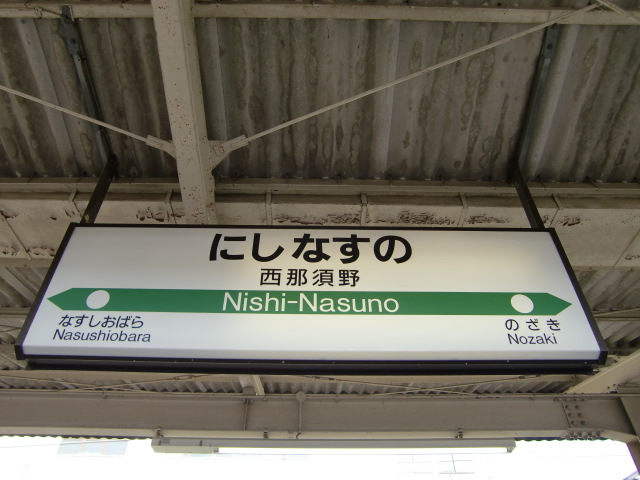 にしなすの
西那須野
Nishi-Nasuno
なすしおばら
Nasushiobara
のざき
Nozaki